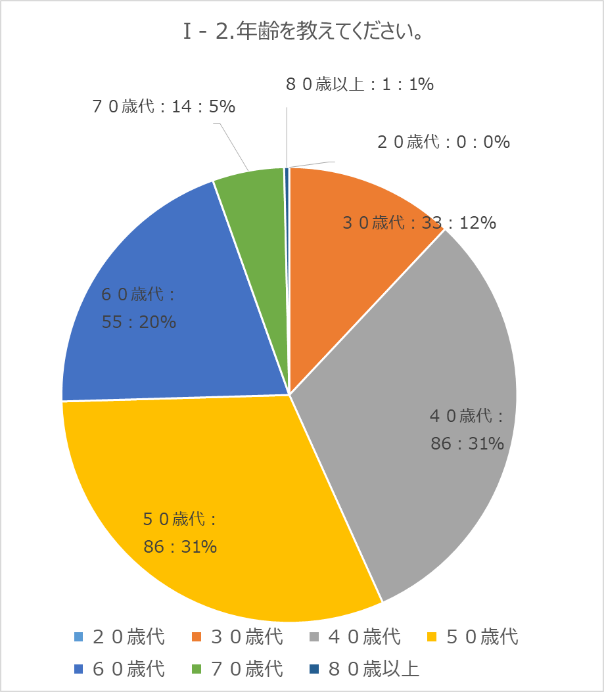 Ⅰ－2.年齢を教えてください。
８０歳以上：1：1%
７０歳代：14：5%
２０歳代：0：0%
３０歳代：33：12%
６０歳代：
55：20%
４０歳代：
86：31%
５０歳代：
86：31%
２０歳代 ３０歳代 ４０歳代 ５０歳代
６０歳代 ７０歳代 ８０歳以上